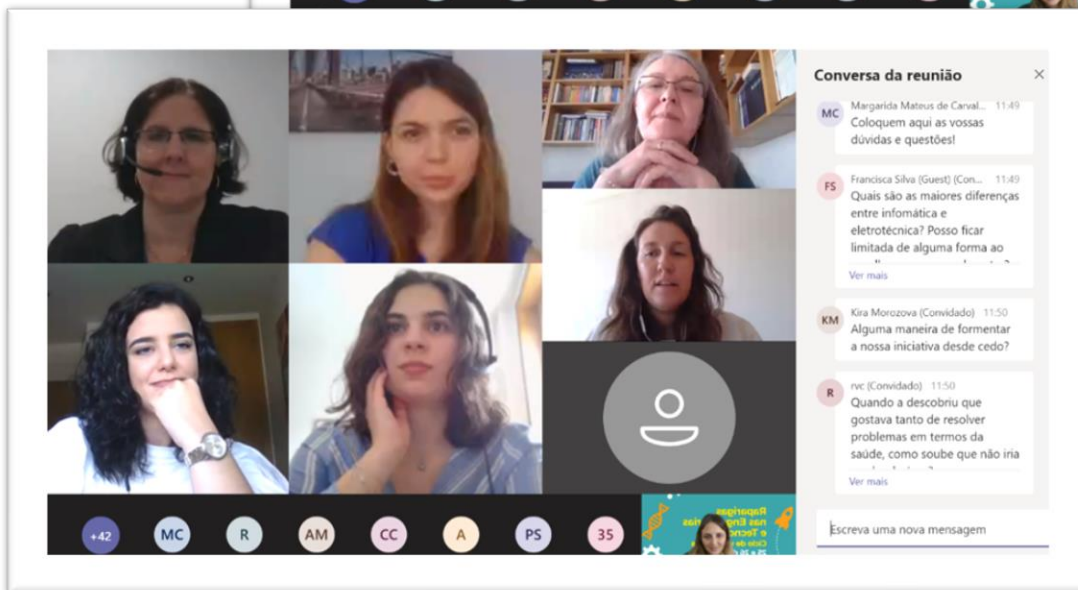 Conversa da reunião
MC
Margarida Mateus de Carval... 11:49
Coloquem aqui as vossas
dúvidas e questões!
FS
Francisca Silva (Guest) (Con... 11:49
Quais são as maiores diferenças
entre infomática e
eletrotécnica? Posso ficar
limitada de alguma forma ao
Ver mais
KM
Kira Morozova (Convidado) 11:50
Alguma maneira de formentar
a nossa iniciativa desde cedo?
R
rvc (Convidado) 11:50
Quando a descobriu que
gostava tanto de resolver
problemas em termos da
saúde, como soube que não iria
Ver mais
Escreva uma nova mensagem
+42 MC R AM CC A PS 35
Raparigas
nas
e